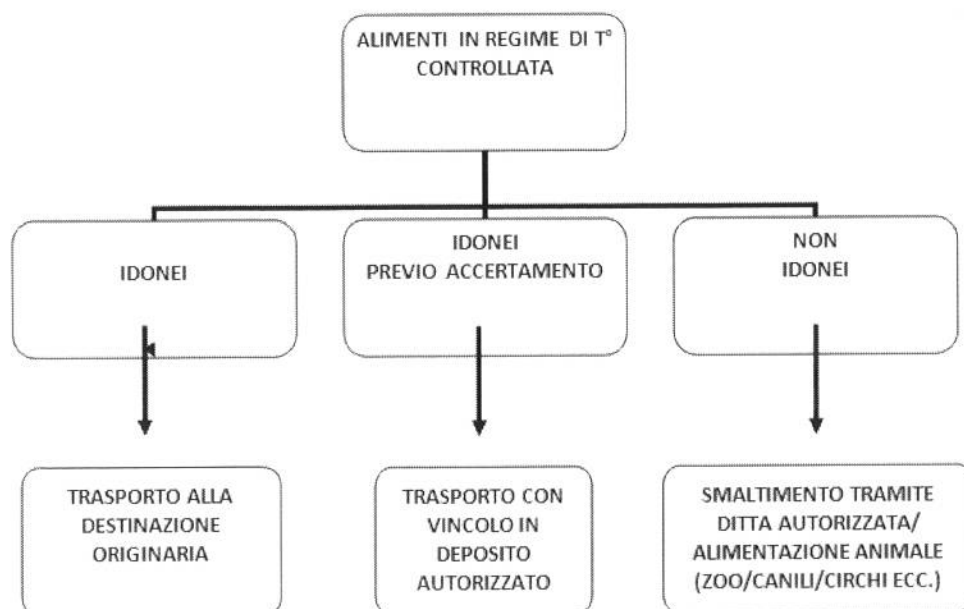 ALIMENTI IN REGIME DI T°
CONTROLLATA
IDONEI
IDONEI
PREVIO ACCERTAMENTO
NON
IDONEI
TRASPORTO ALLA
DESTINAZIONE
ORIGINARIA
TRASPORTO CON
VINCOLO IN
DEPOSITO
AUTORIZZATO
SMALTIMENTO TRAMITE
DITTA AUTORIZZATA/
ALIMENTAZIONE ANIMALE
(ZOO/CANILI/CIRCHI ECC.)